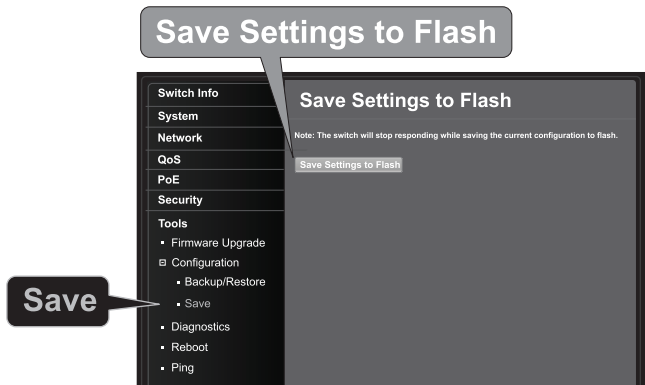 Save Settings to Flash
Switch Info
System
Network
QoS
PoE
Security
Tools
Firmware Upgrade
Configuration
Backup/Restore
Save
Diagnostics
Reboot
Ping
Save
Save Settings to Flash
Note: The switch will stop responding while saving the current configuration to flash.
Save Settings to Flash